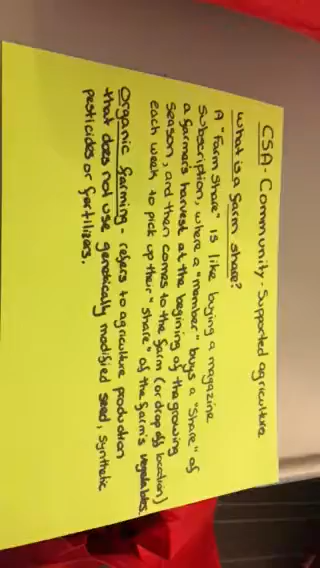 CSA - Community - Supported agriculture
What is a farm share?
A "Farm Share" is like buying a magazine
Subscription, where a "member" buys a "Share" of
a farmers harvest at the begining of the growing
season, and then comes to the farm (or drop off location)
each week to pick up their "share" of the farm's vegetables.
Organic farming - refers to agriculture production
that does not use genetically modified seed, synthetic
pesticides or fertilizers.